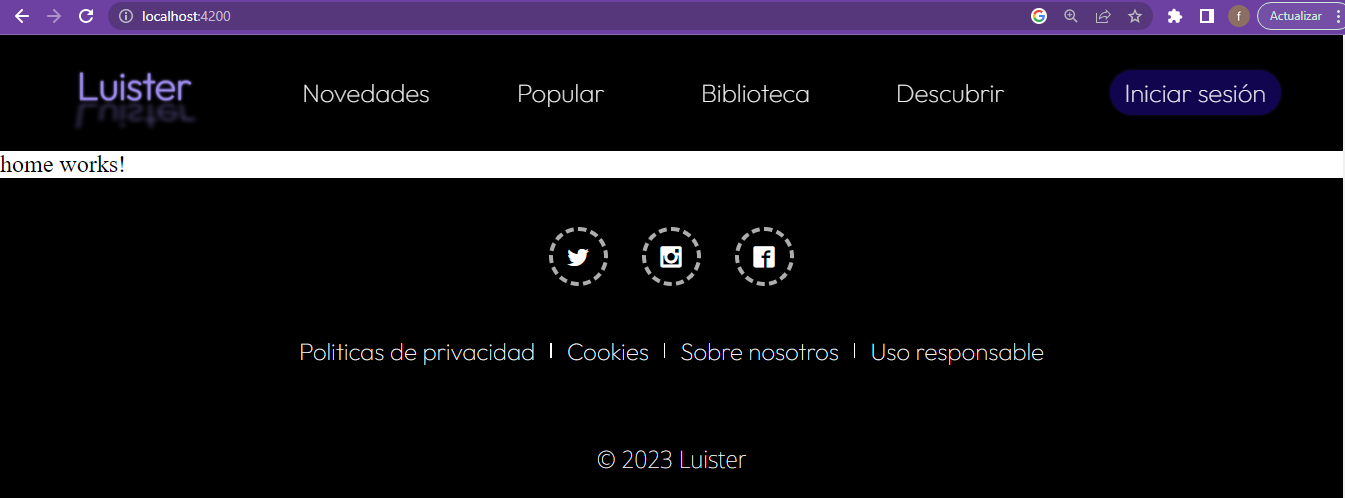 localhost:4200
f
Actualizar
Luister
Novedades
Popular
Biblioteca
Descubrir
Iniciar sesión
home works!
Politicas de privacidad
Cookies
Sobre nosotros
Uso responsable
© 2023 Luister